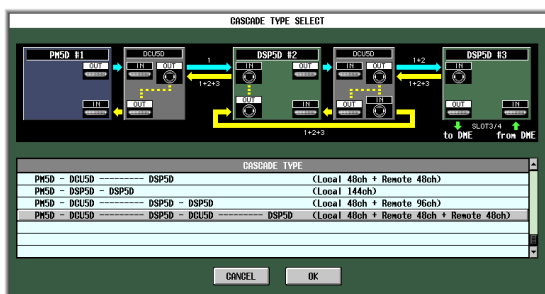 CASCADE TYPE SELECT
PM5D #1
DCU5D
DSP5D #2
DCU5D
DSP5D #3
OUT
IN
OUT
1
IN
OUT
IN
OUT
1+2
IN
1+2+3
1+2+3
IN
OUT
OUT
IN
OUT
IN
OUT
IN
1+2+3
SLOT3/4
to DME
from DME
CASCADE TYPE
PM5D - DCU5D --------- DSP5D (Local 48ch + Remote 48ch)
PM5D - DSP5D - DSP5D (Local 144ch)
PM5D - DCU5D --------- DSP5D - DSP5D (Local 48ch + Remote 96ch)
PM5D - DCU5D --------- DSP5D - DCU5D --------- DSP5D (Local 48ch + Remote 48ch + Remote 48ch)
CANCEL
OK